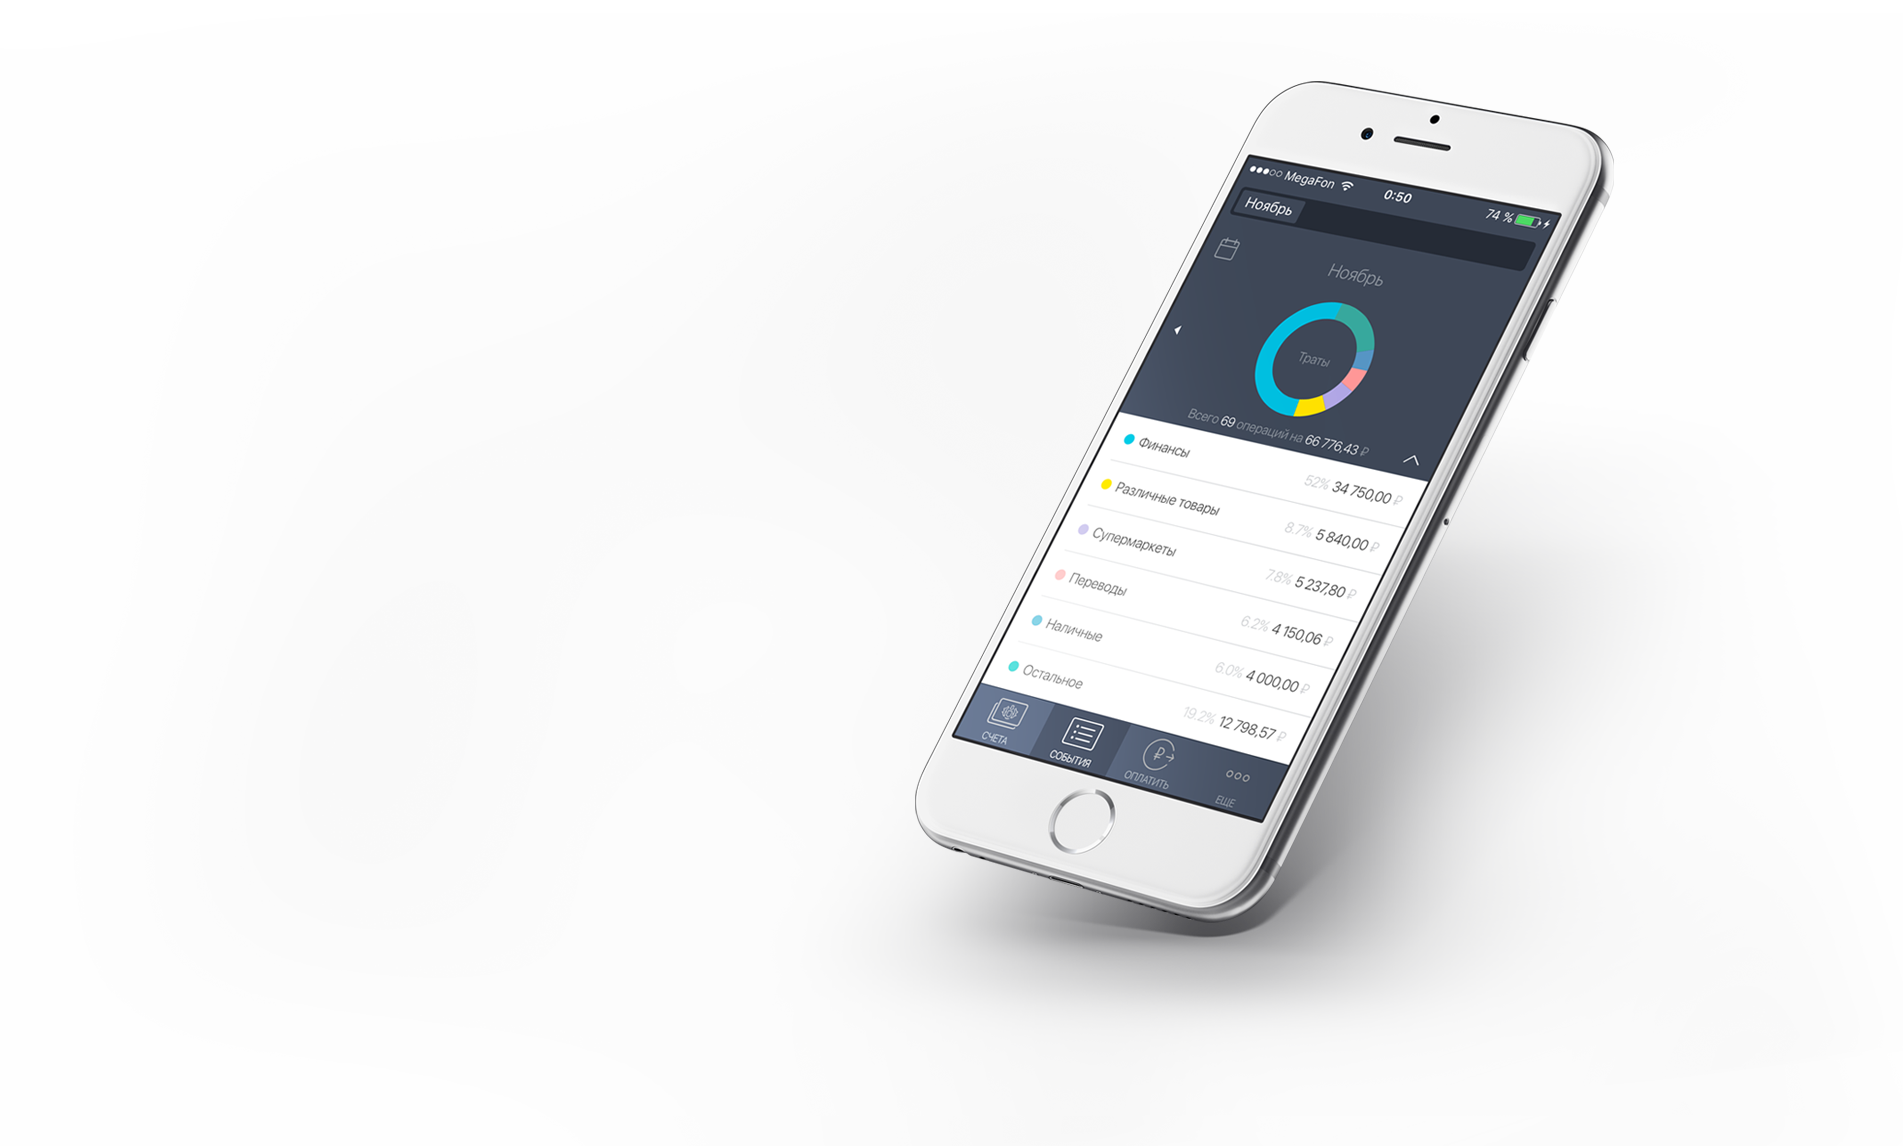 MegaFon 0:50 74 %
Ноябрь
Ноябрь
Траты
Всего 69 операций на 66 776,43 ₽
Финансы 52% 34 750,00 ₽
Различные товары 8.7% 5 840,00 ₽
Супермаркеты 7.8% 5 237,80 ₽
Переводы 6.2% 4 150,06 ₽
Наличные 6.0% 4 000,00 ₽
Остальное 19.2% 12 798,57 ₽
СЧЕТА СОБЫТИЯ ОПЛАТИТЬ ЕЩЕ